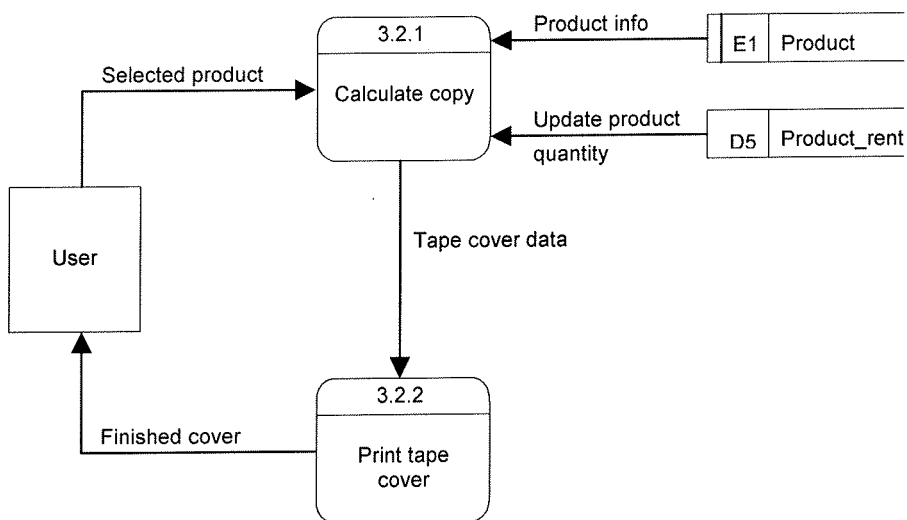 3.2.1
Product info
E1 Product
Selected product
Calculate copy
Update product
quantity
D5 Product_rent
User
Tape cover data
3.2.2
Finished cover
Print tape
cover